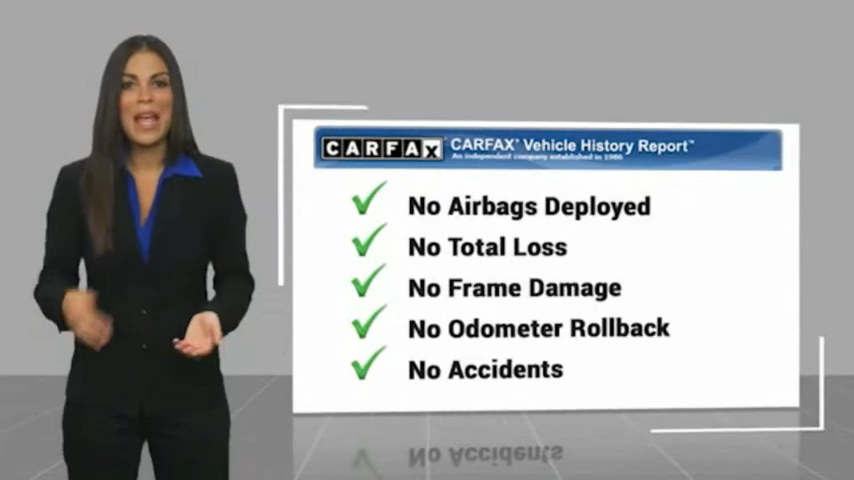 CARFAX CARFAX Vehicle History Report™
An independent company established in 1986
No Airbags Deployed
No Total Loss
No Frame Damage
No Odometer Rollback
No Accidents
No Accidents